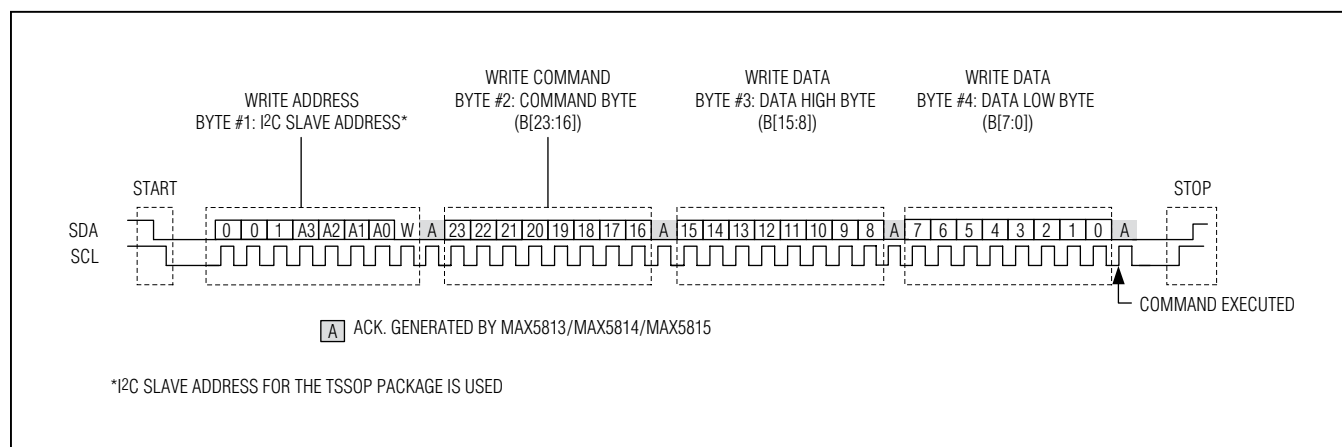 WRITE ADDRESS
BYTE #1: I2C SLAVE ADDRESS*
WRITE COMMAND
BYTE #2: COMMAND BYTE
(B[23:16])
WRITE DATA
BYTE #3: DATA HIGH BYTE
(B[15:8])
WRITE DATA
BYTE #4: DATA LOW BYTE
(B[7:0])
START
STOP
SDA
0 0 1 A3 A2 A1 A0 W A 23 22 21 20 19 18 17 16 A 15 14 13 12 11 10 9 8 A 7 6 5 4 3 2 1 0 A
SCL
COMMAND EXECUTED
A ACK. GENERATED BY MAX5813/MAX5814/MAX5815
*I2C SLAVE ADDRESS FOR THE TSSOP PACKAGE IS USED